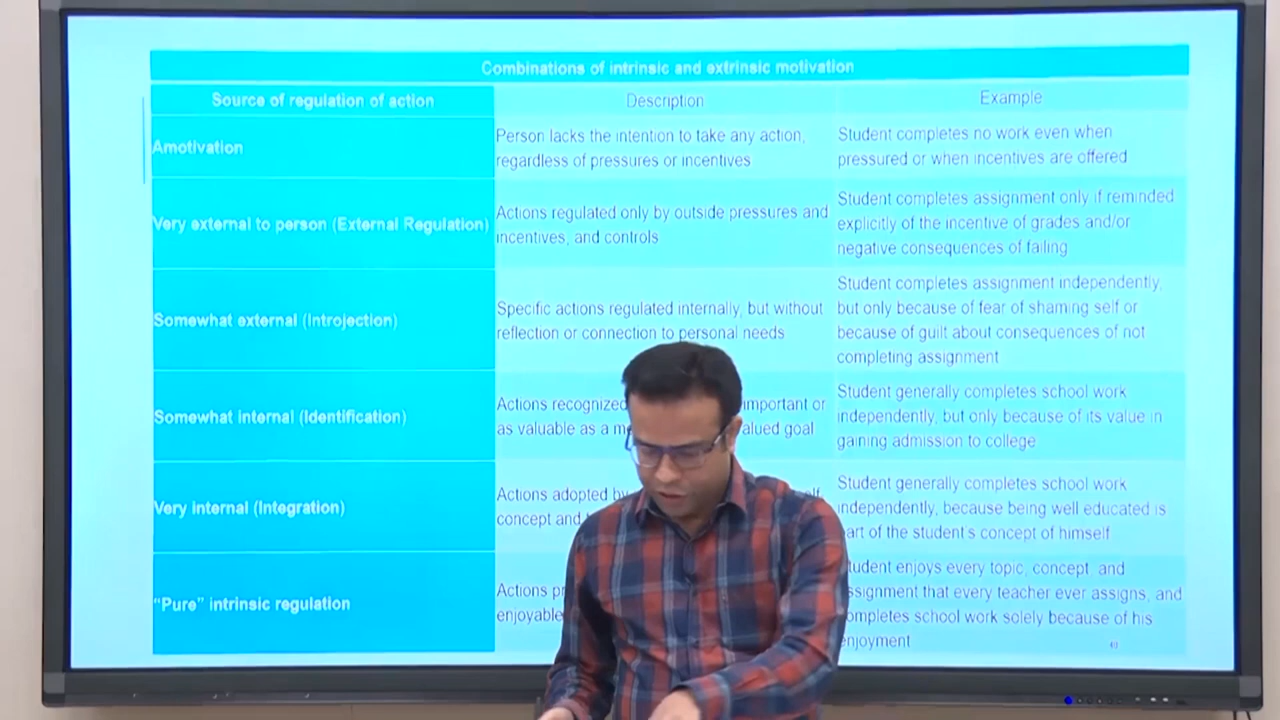 Combinations of intrinsic and extrinsic motivation
Source of regulation of action
Description
Example
Amotivation
Person lacks the intention to take any action,
regardless of pressures or incentives
Student completes no work even when
pressured or when incentives are offered
Very external to person (External Regulation)
Actions regulated only by outside pressures and
incentives, and controls
Student completes assignment only if reminded
explicitly of the incentive of grades and/or
negative consequences of failing
Somewhat external (Introjection)
Specific actions regulated internally, but without
reflection or connection to personal needs
Student completes assignment independently,
but only because of fear of shaming self or
because of guilt about consequences of not
completing assignment
Somewhat internal (Identification)
Actions recognized important or
as valuable as a goal
Student generally completes school work
independently, but only because of its value in
gaining admission to college
Very internal (Integration)
Actions adopted by
concept and
Student generally completes school work
independently, because being well educated is
of the student's concept of himself
"Pure" intrinsic regulation
Actions
enjoyable
enjoys every topic, concept, and
that every teacher ever assigns, and
school work solely because of his
enjoyment